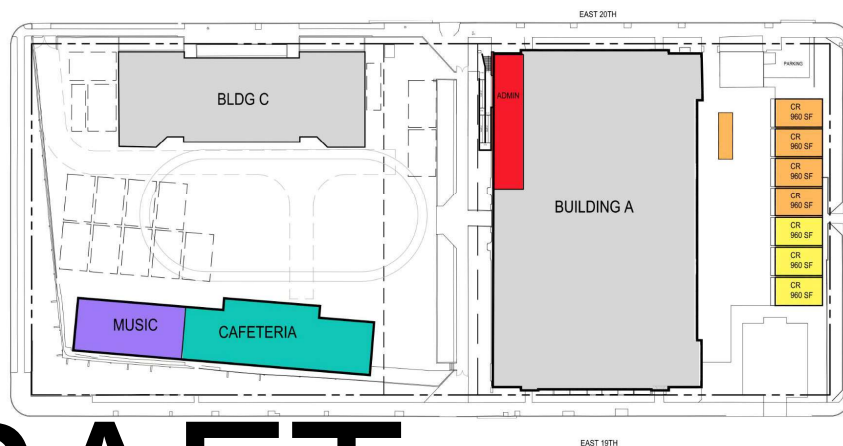 EAST 20TH
PARKING
BLDG C
ADMIN
CR
960 SF
CR
960 SF
CR
960 SF
BUILDING A
CR
960 SF
CR
960 SF
CR
960 SF
CR
960 SF
MUSIC
CAFETERIA
EAST 19TH